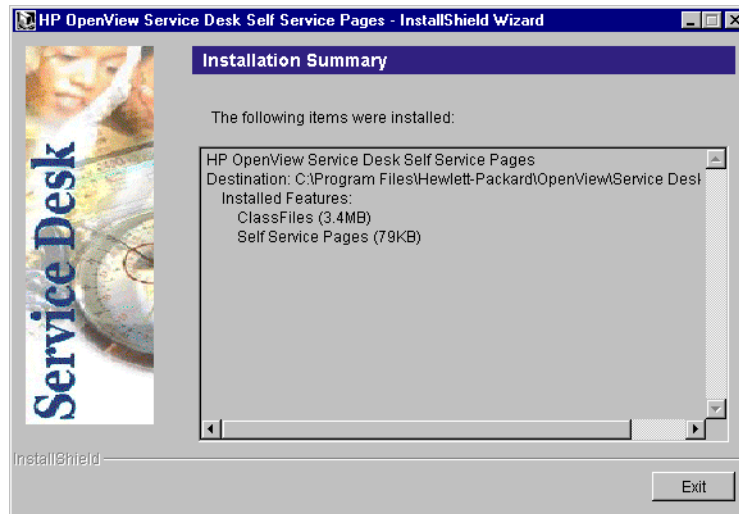 HP OpenView Service Desk Self Service Pages - InstallShield Wizard
Installation Summary
The following items were installed:
HP OpenView Service Desk Self Service Pages
Destination: C:\Program Files\Hewlett-Packard\OpenView\Service Desk
Installed Features:
ClassFiles (3.4MB)
Self Service Pages (79KB)
Service Desk
InstallShield
Exit